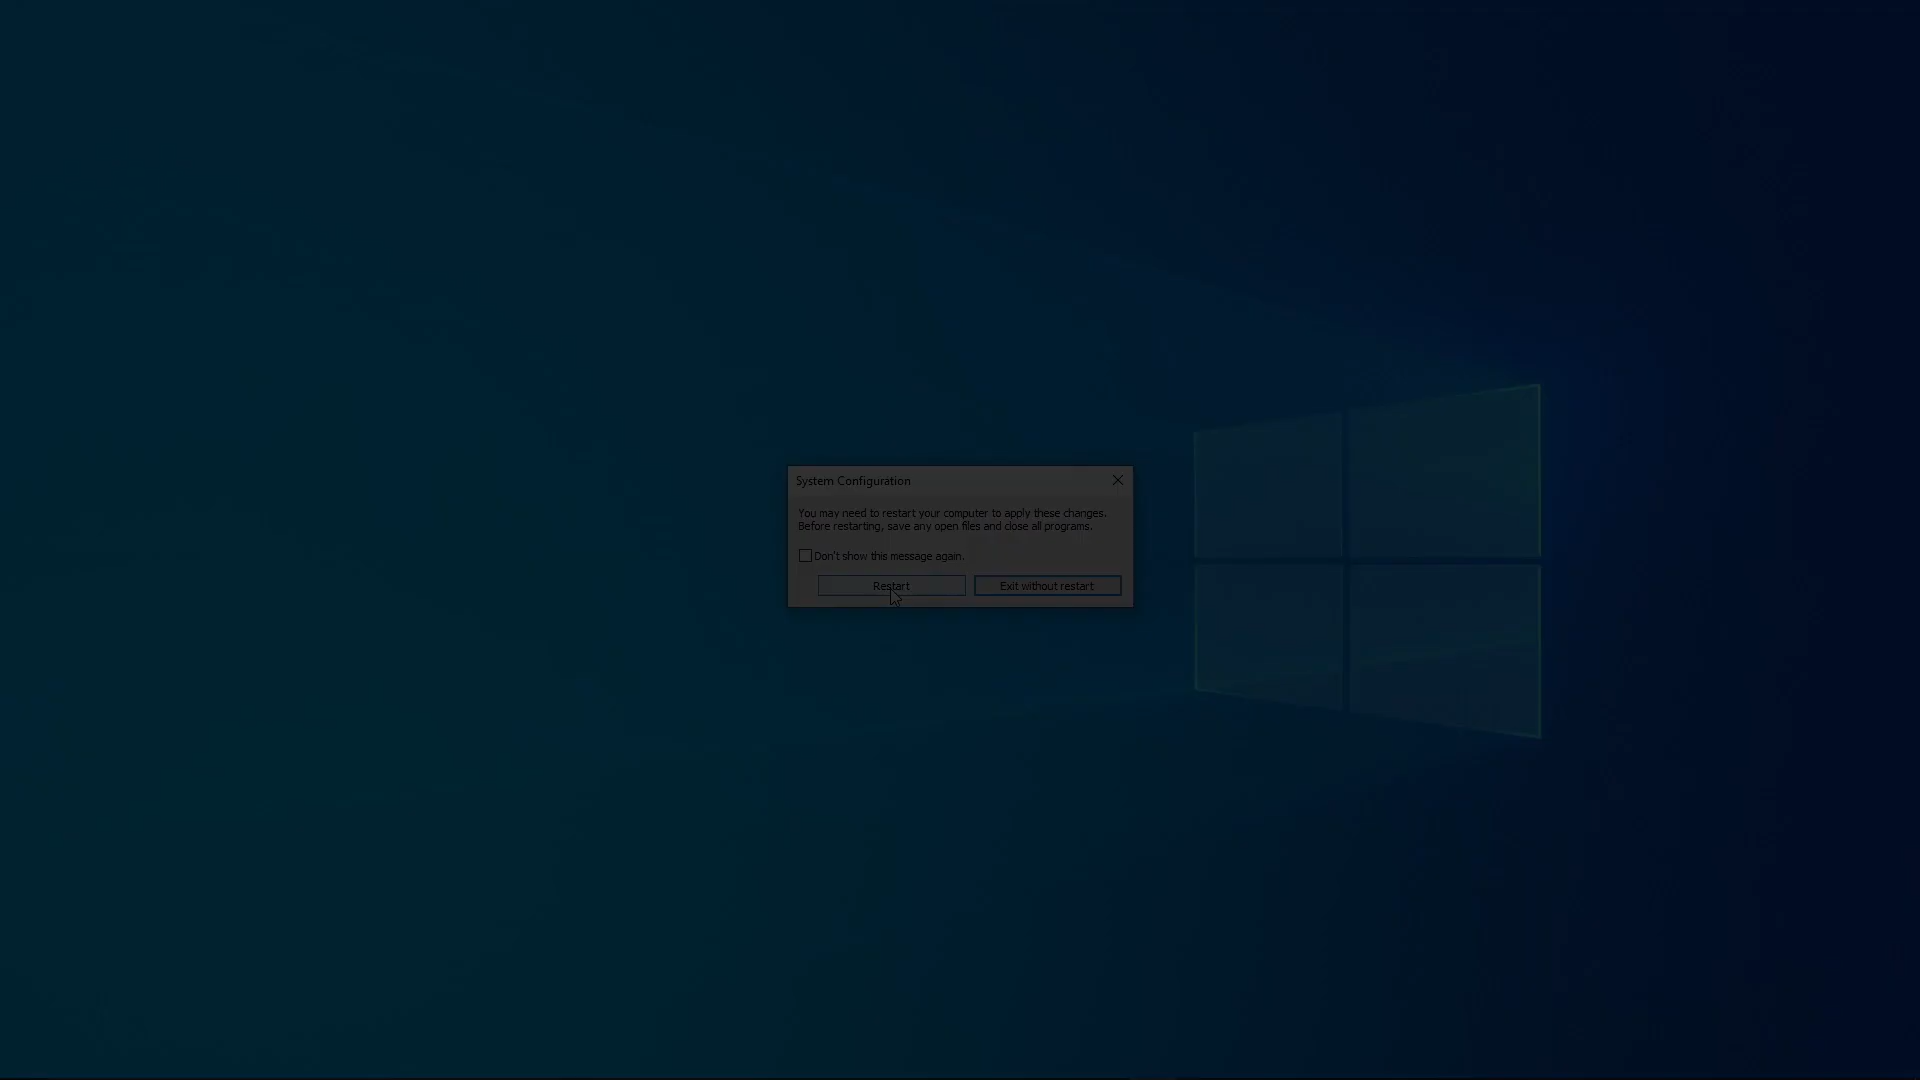 System Configuration
You may need to restart your computer to apply these changes.
Before restarting, save any open files and close all programs.
Don't show this message again.
Restart
Exit without restart